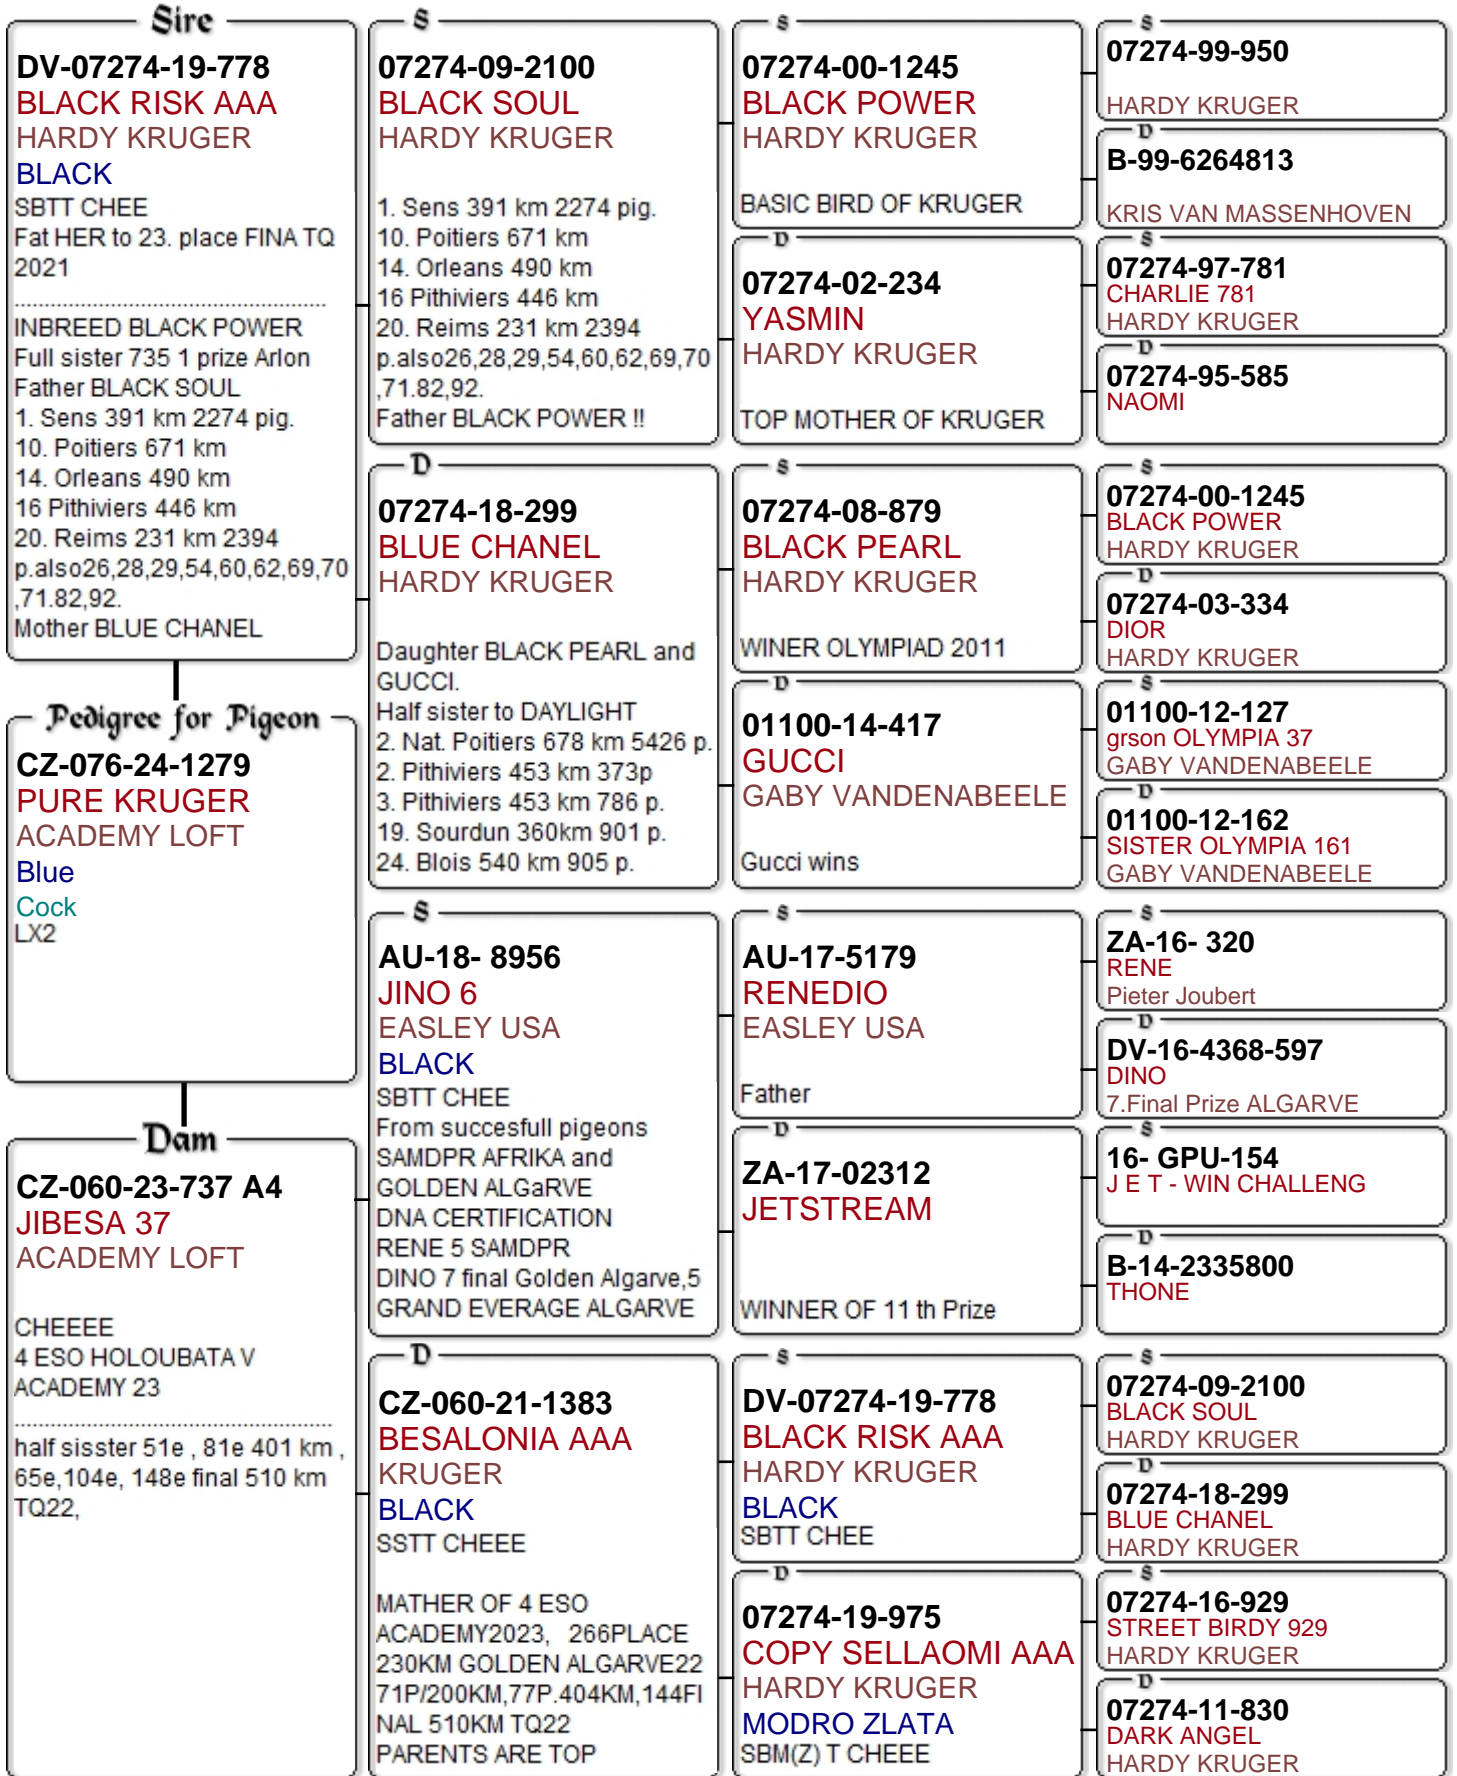 Sire
DV-07274-19-778
BLACK RISK AAA
HARDY KRUGER
BLACK
SBTT CHEE
Fat HER to 23. place FINA TQ
2021
INBREED BLACK POWER
Full sister 735 1 prize Arlon
Father BLACK SOUL
1. Sens 391 km 2274 pig.
10. Poitiers 671 km
14. Orleans 490 km
16 Pithiviers 446 km
20. Reims 231 km 2394
p.also26,28,29,54,60,62,69,70
,71.82,92.
Mother BLUE CHANEL
Pedigree for Pigeon
CZ-076-24-1279
PURE KRUGER
ACADEMY LOFT
Blue
Cock
LX2
Dam
CZ-060-23-737 A4
JIBESA 37
ACADEMY LOFT
CHEEEE
4 ESO HOLOUBATA V
ACADEMY 23
half sisster 51e , 81e 401 km ,
65e,104e, 148e final 510 km
TQ22,
S
07274-09-2100
BLACK SOUL
HARDY KRUGER
1. Sens 391 km 2274 pig.
10. Poitiers 671 km
14. Orleans 490 km
16 Pithiviers 446 km
20. Reims 231 km 2394
p.also26,28,29,54,60,62,69,70
,71.82,92.
Father BLACK POWER !!
D
07274-18-299
BLUE CHANEL
HARDY KRUGER
Daughter BLACK PEARL and
GUCCI.
Half sister to DAYLIGHT
2. Nat. Poitiers 678 km 5426 p.
2. Pithiviers 453 km 373p
3. Pithiviers 453 km 786 p.
19. Sourdun 360km 901 p.
24. Blois 540 km 905 p.
S
AU-18- 8956
JINO 6
EASLEY USA
BLACK
SBTT CHEE
From succesfull pigeons
SAMDPR AFRIKA and
GOLDEN ALGaRVE
DNA CERTIFICATION
RENE 5 SAMDPR
DINO 7 final Golden Algarve,5
GRAND EVERAGE ALGARVE
D
CZ-060-21-1383
BESALONIA AAA
KRUGER
BLACK
SSTT CHEEE
MATHER OF 4 ESO
ACADEMY2023, 266PLACE
230KM GOLDEN ALGARVE22
71P/200KM,77P.404KM,144FI
NAL 510KM TQ22
PARENTS ARE TOP
S
07274-00-1245
BLACK POWER
HARDY KRUGER
BASIC BIRD OF KRUGER
D
07274-02-234
YASMIN
HARDY KRUGER
TOP MOTHER OF KRUGER
S
07274-08-879
BLACK PEARL
HARDY KRUGER
WINER OLYMPIAD 2011
D
01100-14-417
GUCCI
GABY VANDENABEELE
Gucci wins
S
AU-17-5179
RENEDIO
EASLEY USA
Father
D
ZA-17-02312
JETSTREAM
WINNER OF 11 th Prize
S
DV-07274-19-778
BLACK RISK AAA
HARDY KRUGER
BLACK
SBTT CHEE
D
07274-19-975
COPY SELLAOMI AAA
HARDY KRUGER
MODRO ZLATA
SBM(Z) T CHEEE
S
07274-99-950
HARDY KRUGER
D
B-99-6264813
KRIS VAN MASSENHOVEN
S
07274-97-781
CHARLIE 781
HARDY KRUGER
D
07274-95-585
NAOMI
S
07274-00-1245
BLACK POWER
HARDY KRUGER
D
07274-03-334
DIOR
HARDY KRUGER
S
01100-12-127
grson OLYMPIA 37
GABY VANDENABEELE
D
01100-12-162
SISTER OLYMPIA 161
GABY VANDENABEELE
S
ZA-16- 320
RENE
Pieter Joubert
D
DV-16-4368-597
DINO
7.Final Prize ALGARVE
S
16- GPU-154
J E T - WIN CHALLENG
D
B-14-2335800
THONE
S
07274-09-2100
BLACK SOUL
HARDY KRUGER
D
07274-18-299
BLUE CHANEL
HARDY KRUGER
S
07274-16-929
STREET BIRDY 929
HARDY KRUGER
D
07274-11-830
DARK ANGEL
HARDY KRUGER